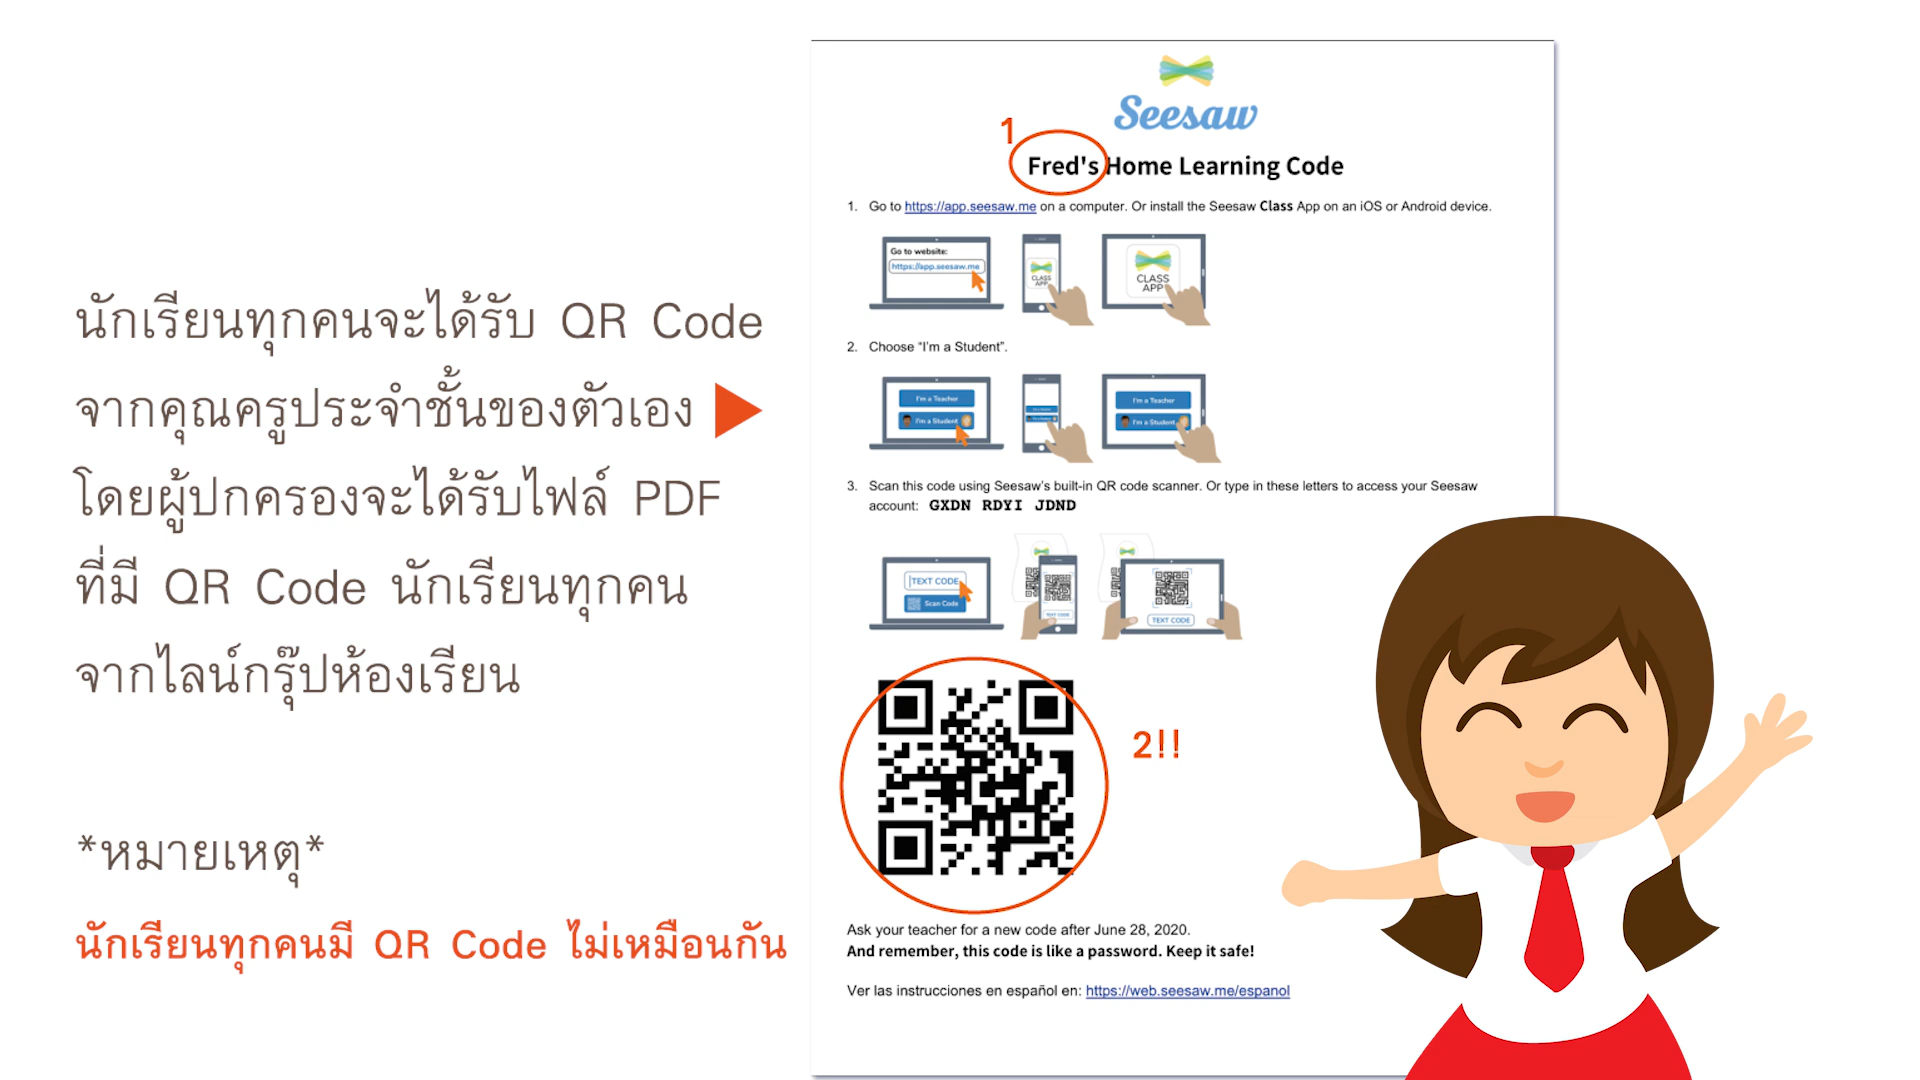 นักเรียนทุกคนจะได้รับ QR Code
จากคุณครูประจำชั้นของตัวเอง
โดยผู้ปกครองจะได้รับไฟล์ PDF
ที่มี QR Code นักเรียนทุกคน
จากไลน์กรุ๊ปห้องเรียน
*หมายเหตุ*
นักเรียนทุกคนมี QR Code ไม่เหมือนกัน
Seesaw
1
Fred's Home Learning Code
1. Go to https://app.seesaw.me on a computer. Or install the Seesaw Class App on an iOS or Android device.
Go to website:
https://app.seesaw.me
CLASS APP
CLASS
APP
2. Choose “I'm a Student”.
I'm a Teacher
I'm a Student
I'm a Teacher
I'm a Student
I'm a Teacher
I'm a Student
3. Scan this code using Seesaw's built-in QR code scanner. Or type in these letters to access your Seesaw
account: GXDN RDYI JDND
TEXT CODE
Scan Code
TEXT CODE
TEXT CODE
2!!
Ask your teacher for a new code after June 28, 2020.
And remember, this code is like a password. Keep it safe!
Ver las instrucciones en español en: https://web.seesaw.me/espanol